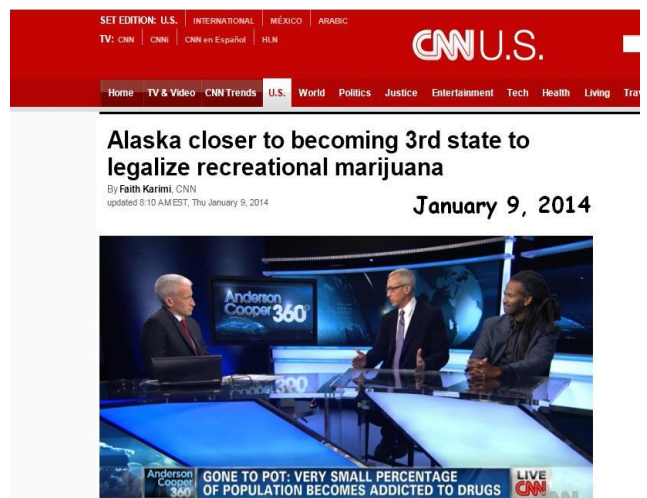 SET EDITION: U.S. INTERNATIONAL MÉXICO ARABIC
TV: CNN CNNi CNN en Español HLN
CNN U.S.
Home TV & Video CNN Trends U.S. World Politics Justice Entertainment Tech Health Living Tra
Alaska closer to becoming 3rd state to
legalize recreational marijuana
By Faith Karimi, CNN
updated 8:10 AM EST, Thu January 9, 2014
January 9, 2014
Anderson
Cooper 360°
360
Anderson
Cooper
360
GONE TO POT: VERY SMALL PERCENTAGE
OF POPULATION BECOMES ADDICTED TO DRUGS
LIVE
CNN